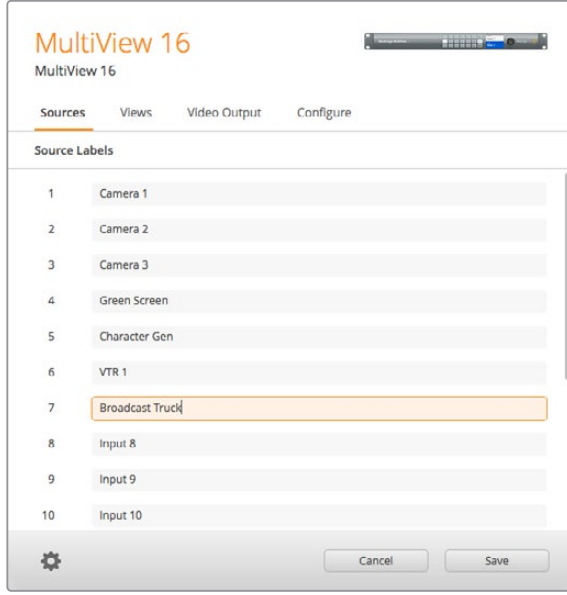 MultiView 16
MultiView 16
Sources Views Video Output Configure
Source Labels
1 Camera 1
2 Camera 2
3 Camera 3
4 Green Screen
5 Character Gen
6 VTR 1
7 Broadcast Truck
8 Input 8
9 Input 9
10 Input 10
Cancel Save